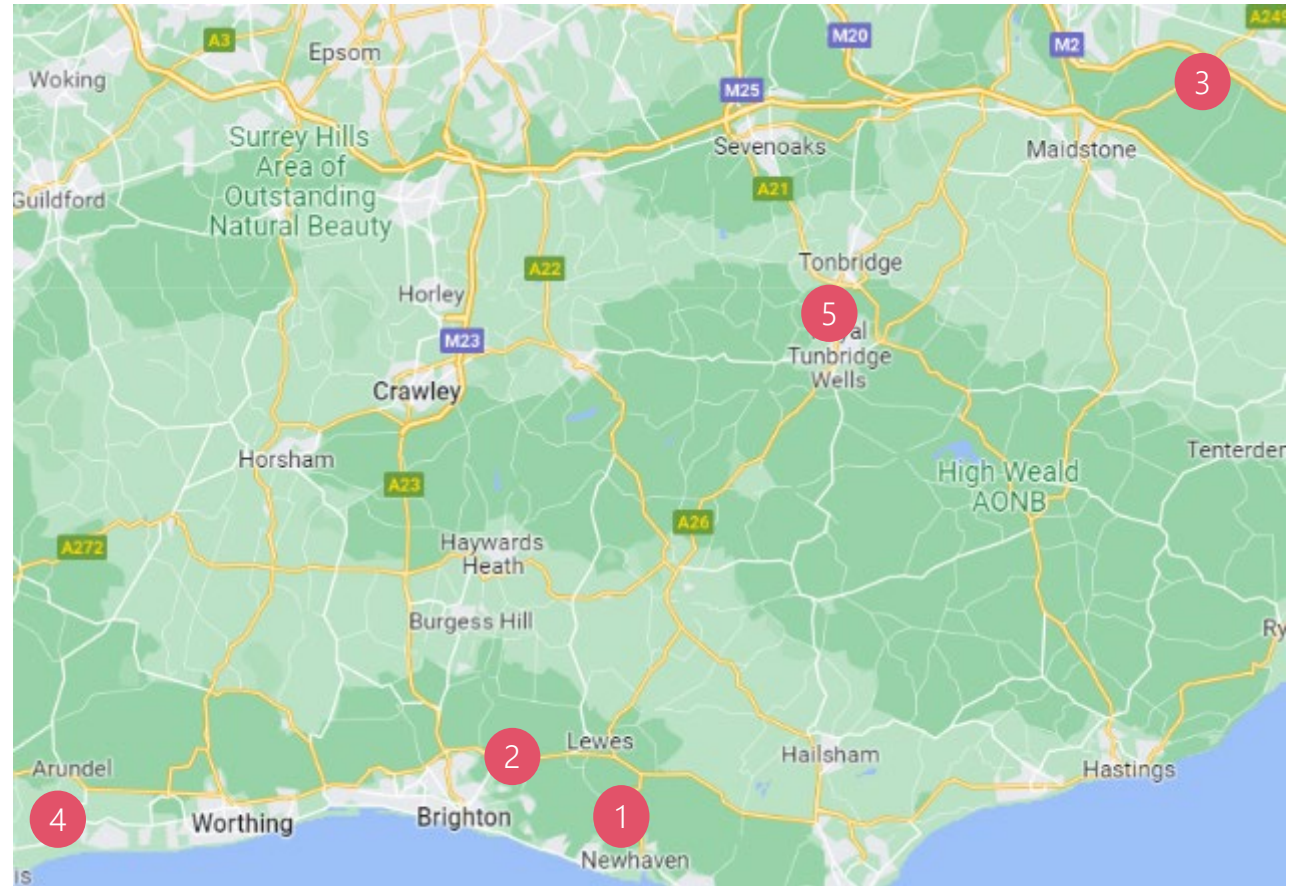 A3
Epsom
M20
M2
A249
Woking
M25
3
Surrey Hills
Area of
Outstanding
Natural Beauty
Sevenoaks
Maidstone
A21
Guildford
Tonbridge
A22
Horley
5
M23
Tunbridge
Wells
Crawley
Horsham
Tenterden
High Weald
AONB
A23
A26
A272
Haywards
Heath
Burgess Hill
Lewes
2
Hailsham
Arundel
Hastings
4
Worthing
Brighton
1
Newhaven